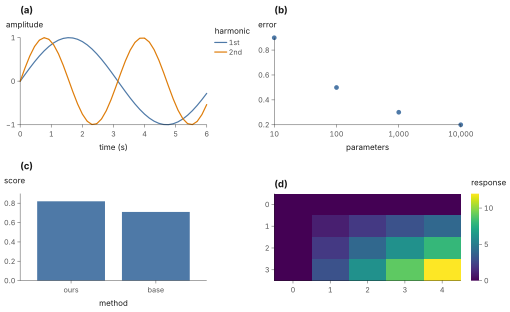 (a)
amplitude
1
0
−1
0
1
2
3
4
5
6
time (s)
harmonic
1st
2nd
(b)
error
0.8
0.6
0.4
0.2
10
100
1,000
10,000
parameters
(c)
score
0.8
0.6
0.4
0.2
0.0
ours
base
method
(d)
0
1
2
3
0
1
2
3
4
response
10
5
0